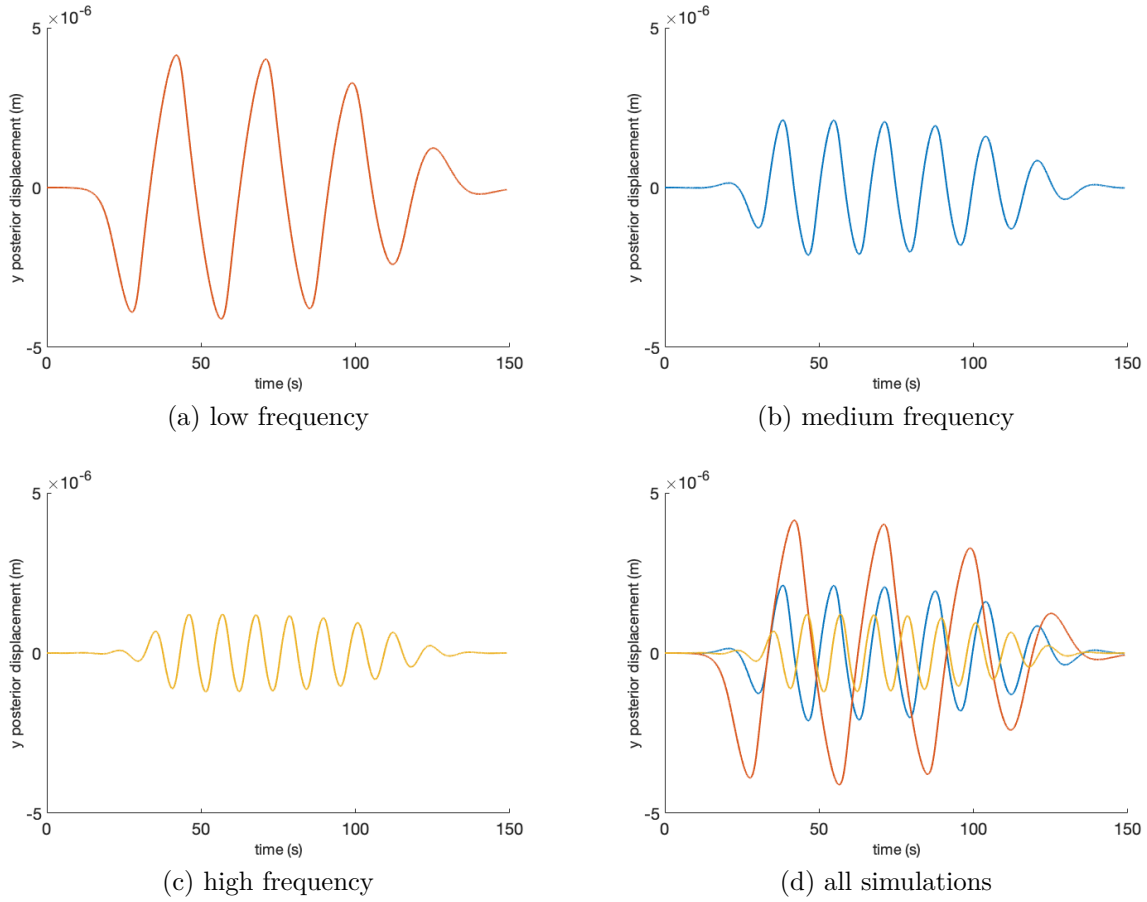 ×10⁻⁶
5
0
-5
y posterior displacement (m)
0 50 100 150
time (s)
(a) low frequency
×10⁻⁶
5
0
-5
y posterior displacement (m)
0 50 100 150
time (s)
(b) medium frequency
×10⁻⁶
5
0
-5
y posterior displacement (m)
0 50 100 150
time (s)
(c) high frequency
×10⁻⁶
5
0
-5
y posterior displacement (m)
0 50 100 150
time (s)
(d) all simulations